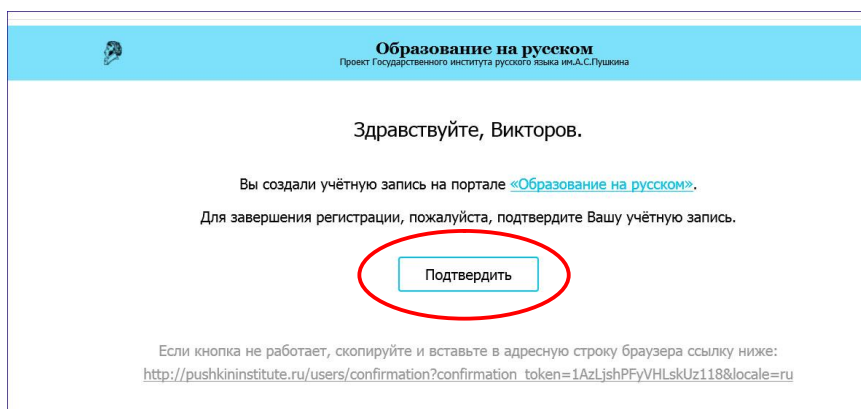 Образование на русском
Проект Государственного института русского языка им.А.С.Пушкина
Здравствуйте, Викторов.
Вы создали учётную запись на портале «Образование на русском».
Для завершения регистрации, пожалуйста, подтвердите Вашу учётную запись.
Подтвердить
Если кнопка не работает, скопируйте и вставьте в адресную строку браузера ссылку ниже:
http://pushkininstitute.ru/users/confirmation?confirmation_token=1AzLjshPFyVHLskUz118&locale=ru